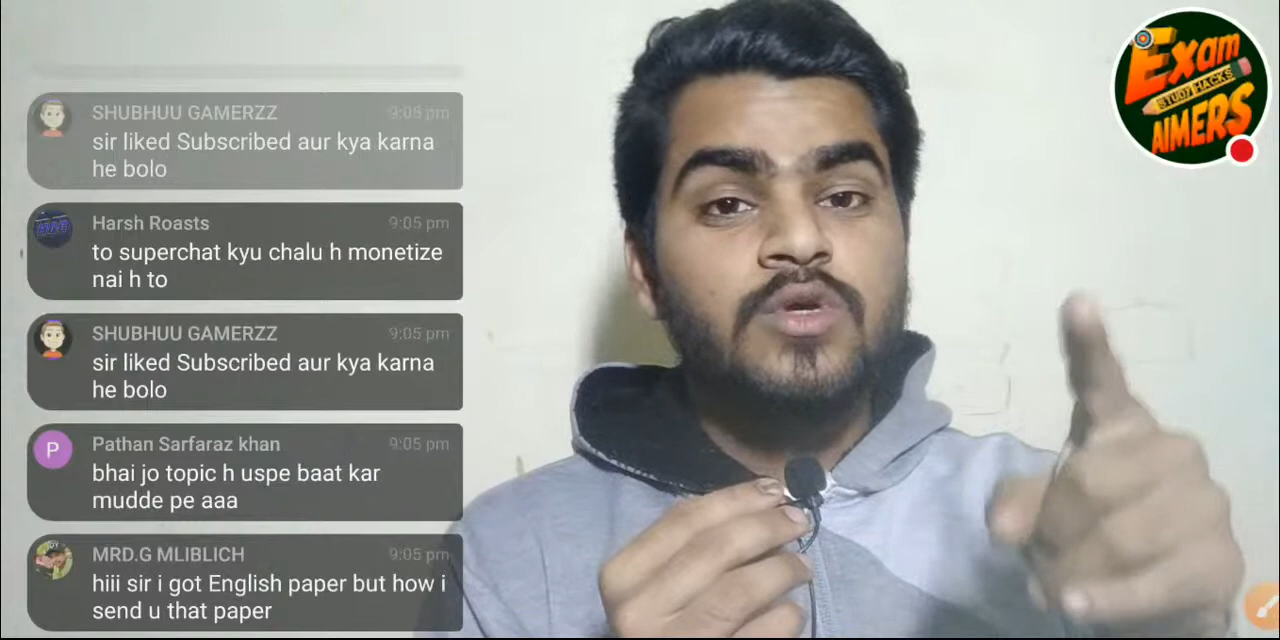 SHUBHUU GAMERZZ 9:05 pm
sir liked Subscribed aur kya karna
he bolo
Harsh Roasts 9:05 pm
to superchat kyu chalu h monetize
nai h to
SHUBHUU GAMERZZ 9:05 pm
sir liked Subscribed aur kya karna
he bolo
P
Pathan Sarfaraz khan 9:05 pm
bhai jo topic h uspe baat kar
mudde pe aaa
MRD.G MLIBLICH 9:05 pm
hiii sir i got English paper but how i
send u that paper
Exam
STUDY HACKS
AIMERS